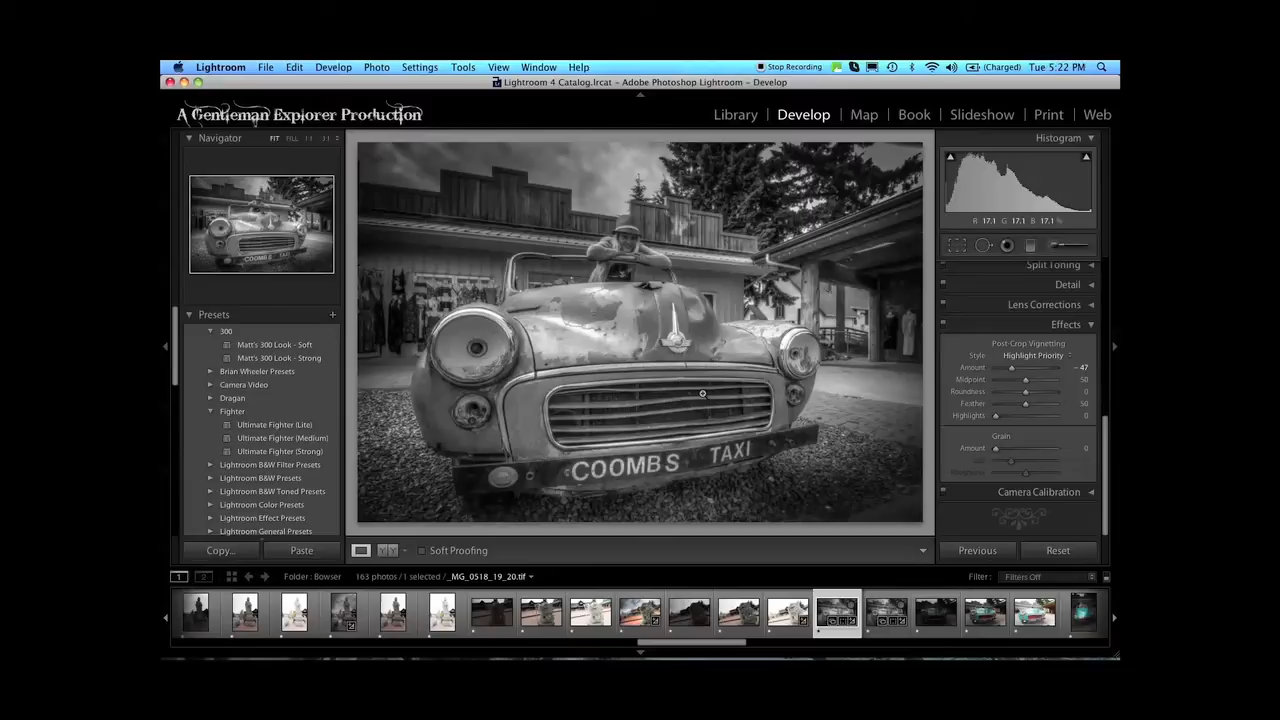 Lightroom File Edit Develop Photo Settings Tools View Window Help Stop Recording (Charged) Tue 5:22 PM
Lightroom 4 Catalog.lrcat - Adobe Photoshop Lightroom - Develop
A Gentleman Explorer Production
Library | Develop | Map | Book | Slideshow | Print | Web
Navigator FIT FILL
Histogram
R 17.1 G 17.1 B 17.1 %
Split Toning
Detail
Lens Corrections
Effects
Post-Crop Vignetting
Style Highlight Priority
Amount - 47
Midpoint 50
Roundness 0
Feather 50
Highlights 0
Grain
Amount 0
Camera Calibration
Presets +
300
Matt's 300 Look - Soft
Matt's 300 Look - Strong
Brian Wheeler Presets
Camera Video
Dragan
Fighter
Ultimate Fighter (Lite)
Ultimate Fighter (Medium)
Ultimate Fighter (Strong)
Lightroom B&W Filter Presets
Lightroom B&W Presets
Lightroom B&W Toned Presets
Lightroom Color Presets
Lightroom Effect Presets
Lightroom General Presets
COOMBS TAXI
Copy... Paste
Soft Proofing
Previous Reset
1 2 Folder : Bowser 163 photos / 1 selected / _MG_0518_19_20.tif
Filter : Filters Off